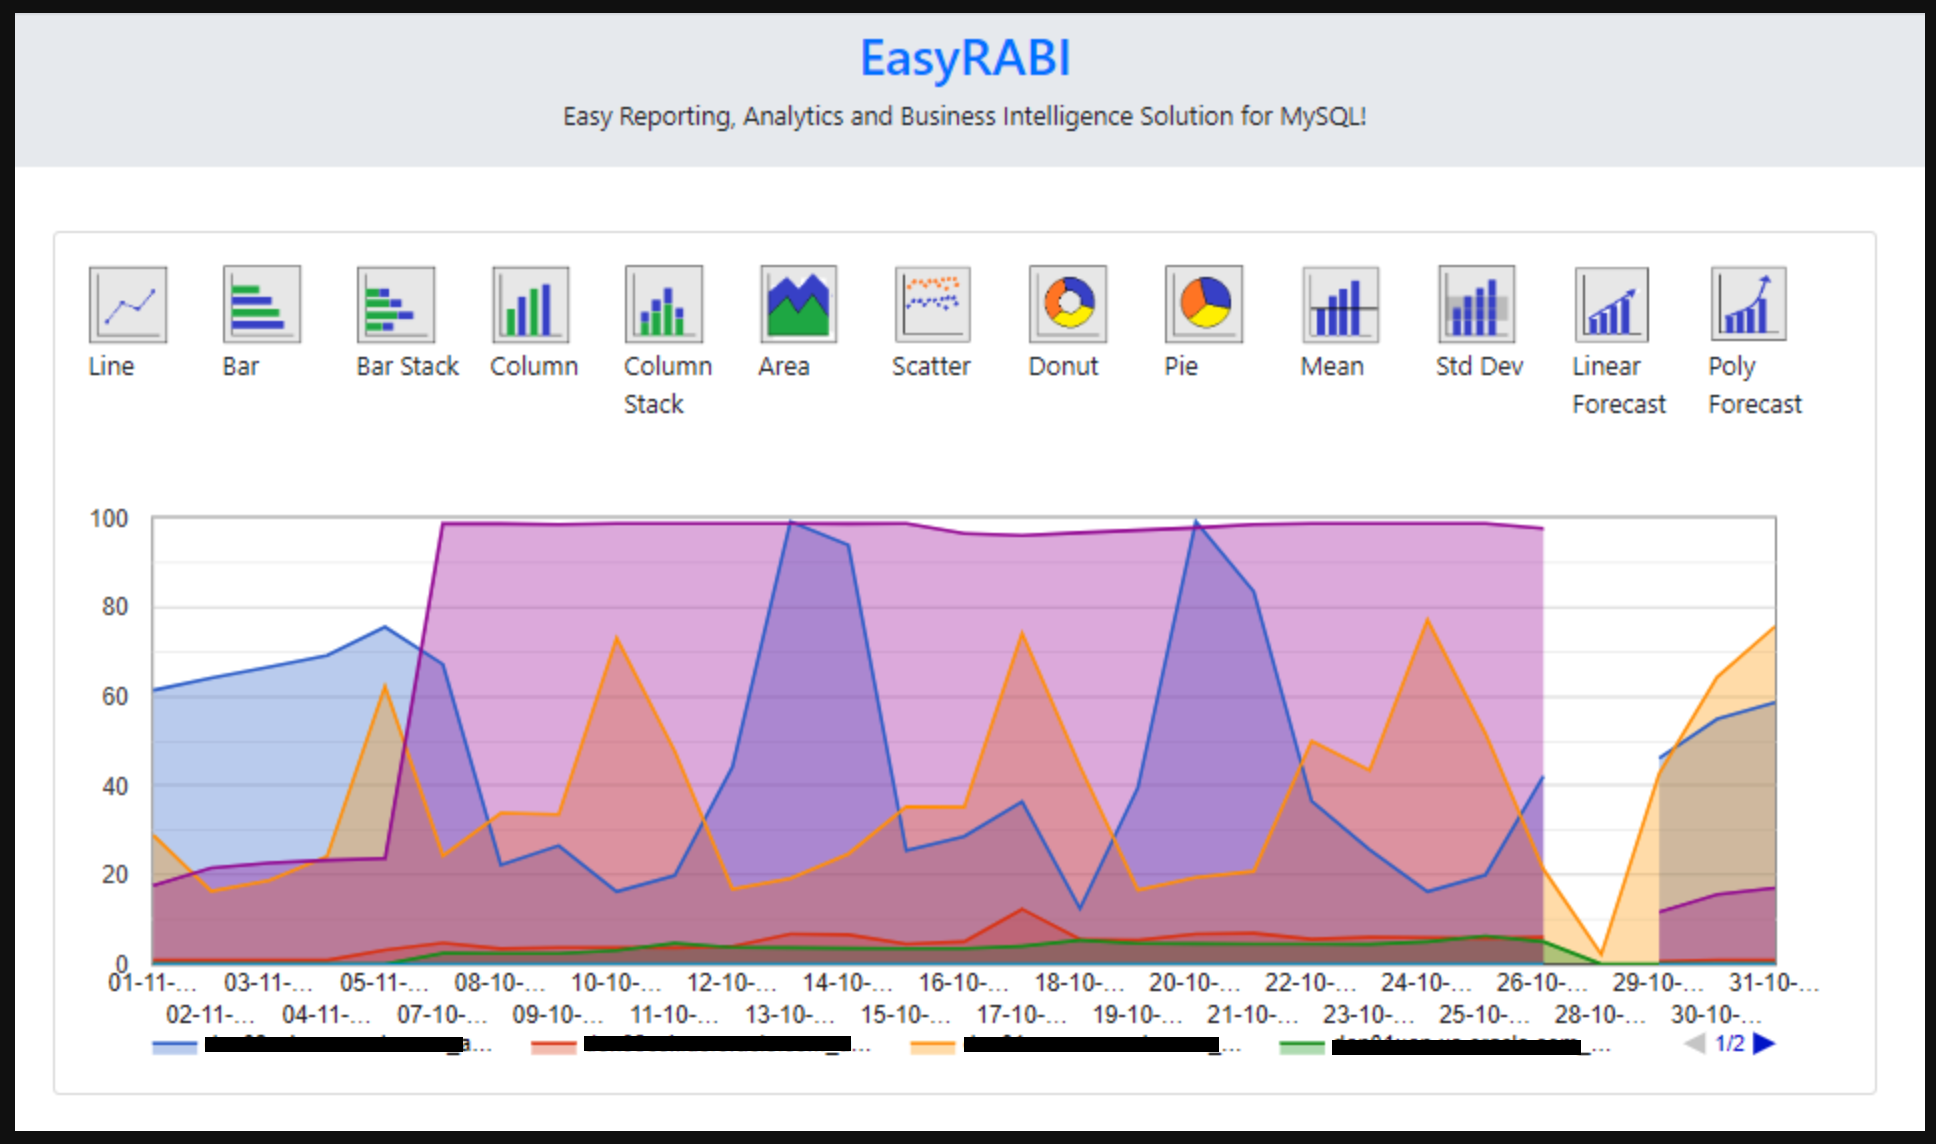 EasyRABI
Easy Reporting, Analytics and Business Intelligence Solution for MySQL!
Line Bar Bar Stack Column Column Stack Area Scatter Donut Pie Mean Std Dev Linear Forecast Poly Forecast
100
80
60
40
20
0
01-11-... 03-11-... 05-11-... 08-10-... 10-10-... 12-10-... 14-10-... 16-10-... 18-10-... 20-10-... 22-10-... 24-10-... 26-10-... 29-10-... 31-10-...
02-11-... 04-11-... 07-10-... 09-10-... 11-10-... 13-10-... 15-10-... 17-10-... 19-10-... 21-10-... 23-10-... 25-10-... 28-10-... 30-10-...
1/2